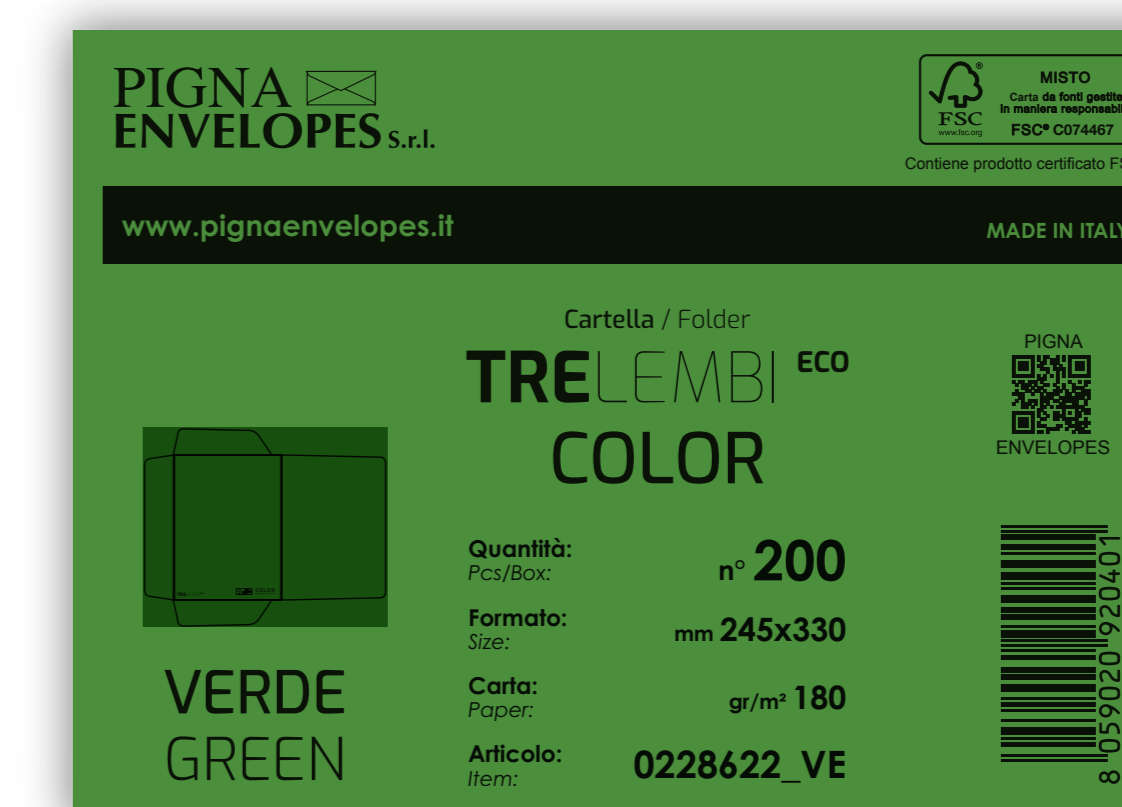 PIGNA
ENVELOPES S.r.l.
FSC
www.fsc.org
MISTO
Carta da fonti gestite
in maniera responsabil
FSC® C074467
Contiene prodotto certificato FS
www.pignaenvelopes.it
MADE IN ITALY
Cartella / Folder
TRELEMBI ECO
COLOR
PIGNA
ENVELOPES
VERDE
GREEN
Quantità:
Pcs/Box:
n° 200
Formato:
Size:
mm 245x330
Carta:
Paper:
gr/m² 180
Articolo:
Item:
0228622_VE
8 059020 920401